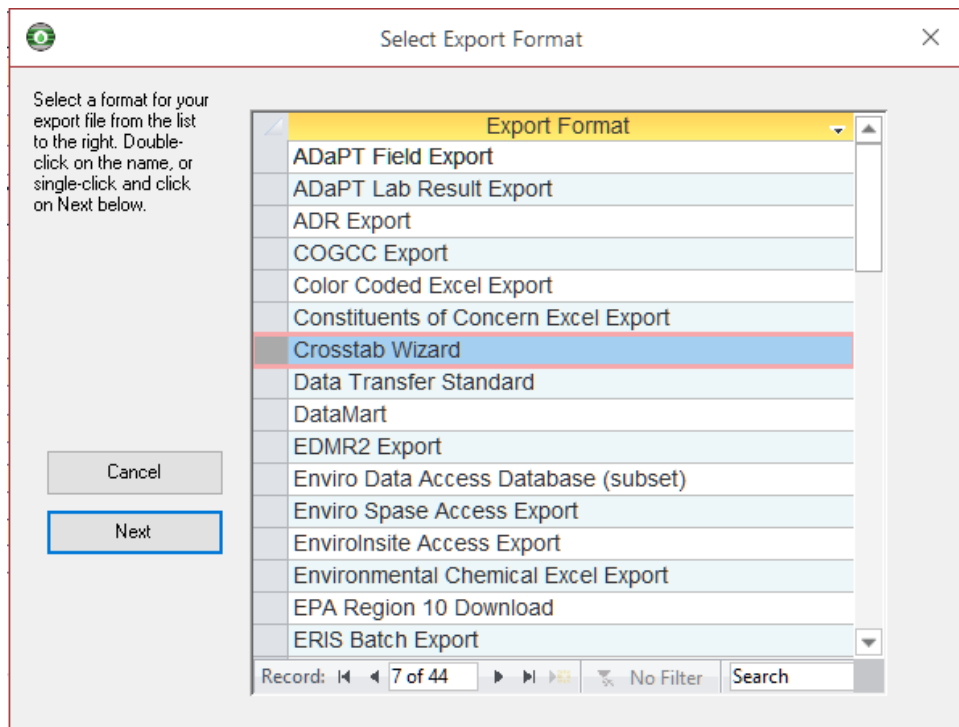 Select Export Format
Select a format for your
export file from the list
to the right. Double-
click on the name, or
single-click and click
on Next below.
Export Format
ADaPT Field Export
ADaPT Lab Result Export
ADR Export
COGCC Export
Color Coded Excel Export
Constituents of Concern Excel Export
Crosstab Wizard
Data Transfer Standard
DataMart
EDMR2 Export
Enviro Data Access Database (subset)
Enviro Spase Access Export
EnviroInsite Access Export
Environmental Chemical Excel Export
EPA Region 10 Download
ERIS Batch Export
Cancel
Next
Record: 7 of 44 No Filter Search